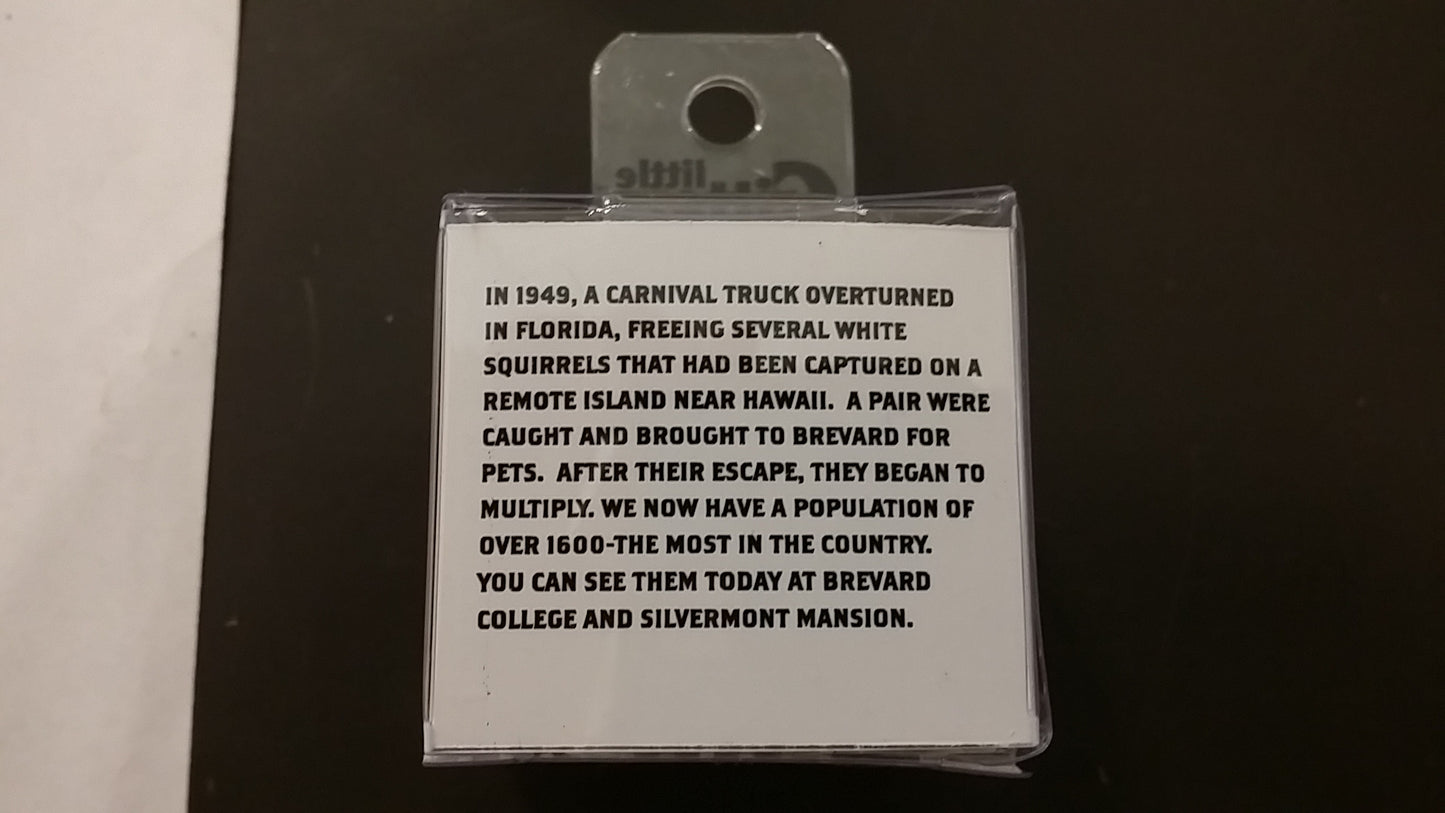 little
IN 1949, A CARNIVAL TRUCK OVERTURNED
IN FLORIDA, FREEING SEVERAL WHITE
SQUIRRELS THAT HAD BEEN CAPTURED ON A
REMOTE ISLAND NEAR HAWAII. A PAIR WERE
CAUGHT AND BROUGHT TO BREVARD FOR
PETS. AFTER THEIR ESCAPE, THEY BEGAN TO
MULTIPLY. WE NOW HAVE A POPULATION OF
OVER 1600-THE MOST IN THE COUNTRY.
YOU CAN SEE THEM TODAY AT BREVARD
COLLEGE AND SILVERMONT MANSION.